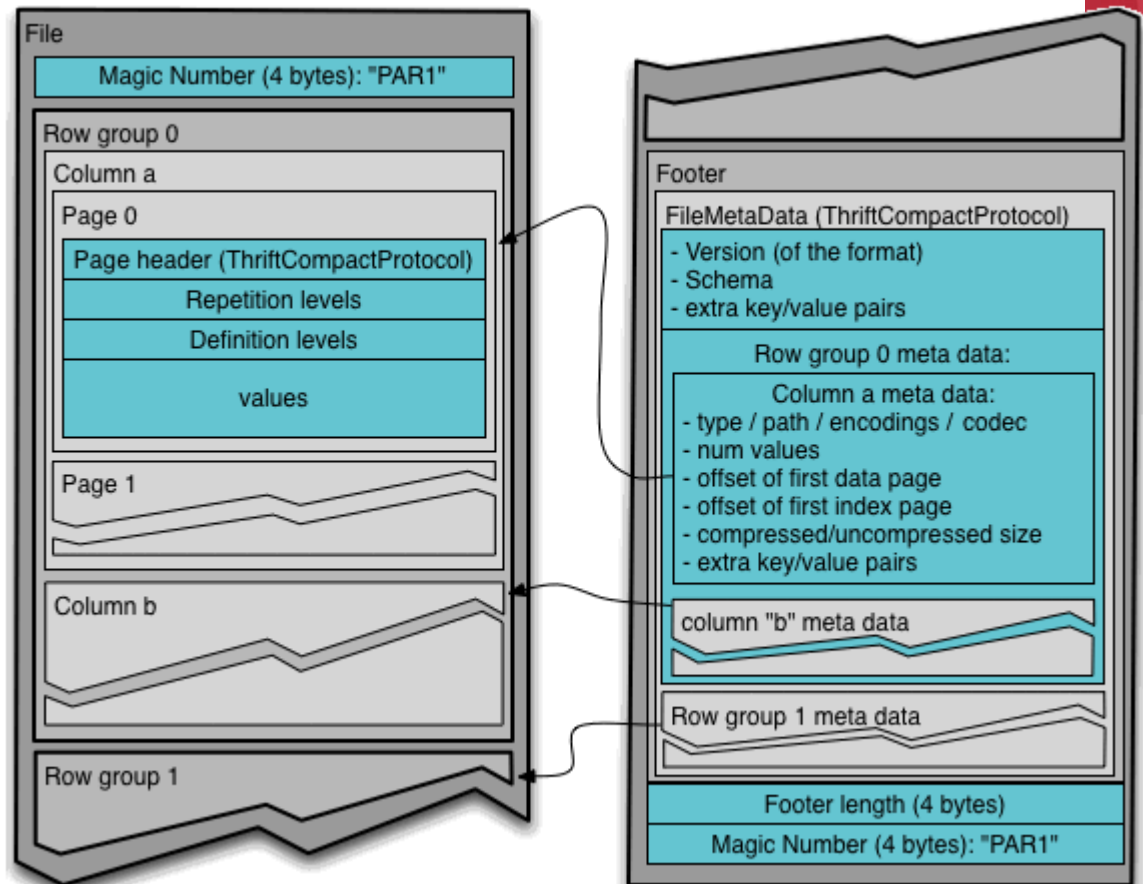 File
Magic Number (4 bytes): "PAR1"
Row group 0
Column a
Page 0
Page header (ThriftCompactProtocol)
Repetition levels
Definition levels
values
Page 1
Column b
Row group 1
Footer
FileMetaData (ThriftCompactProtocol)
- Version (of the format)
- Schema
- extra key/value pairs
Row group 0 meta data:
Column a meta data:
- type / path / encodings / codec
- num values
- offset of first data page
- offset of first index page
- compressed/uncompressed size
- extra key/value pairs
column "b" meta data
Row group 1 meta data
Footer length (4 bytes)
Magic Number (4 bytes): "PAR1"